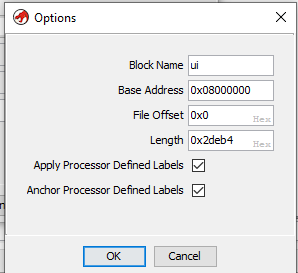 Options
Block Name ui
Base Address 0x08000000
File Offset 0x0 Hex
Length 0x2deb4 Hex
Apply Processor Defined Labels
Anchor Processor Defined Labels
OK Cancel